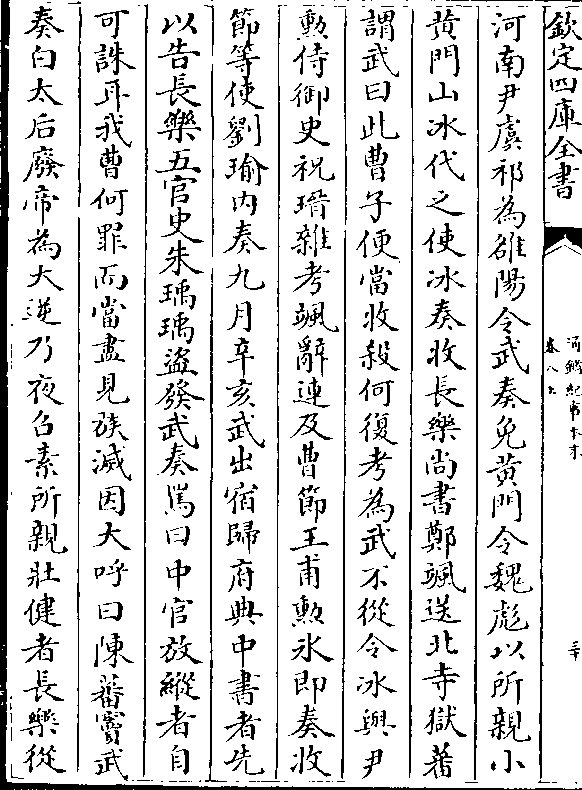 欽定四庫全書
通鑑紀事本末
卷八上
三十
河南尹虞祁為雒陽令武奏免黄門令魏彪以所親小
黄門山冰代之使冰奏收長樂尚書鄭颯送北寺獄蕃
謂武曰此曹子便當收殺何復考為武不從令冰與尹
勲侍御史祝瑨雜考颯辭連及曹節王甫勲冰即奏收
節等使劉瑜内奏九月辛亥武出宿歸府典中書者先
以告長樂五官史朱瑀瑀盗發武奏罵曰中官放縱者自
可誅耳我曹何罪而當盡見族滅因大呼曰陳蕃竇武
奏白太后廢帝為大逆乃夜召素所親壯健者長樂從